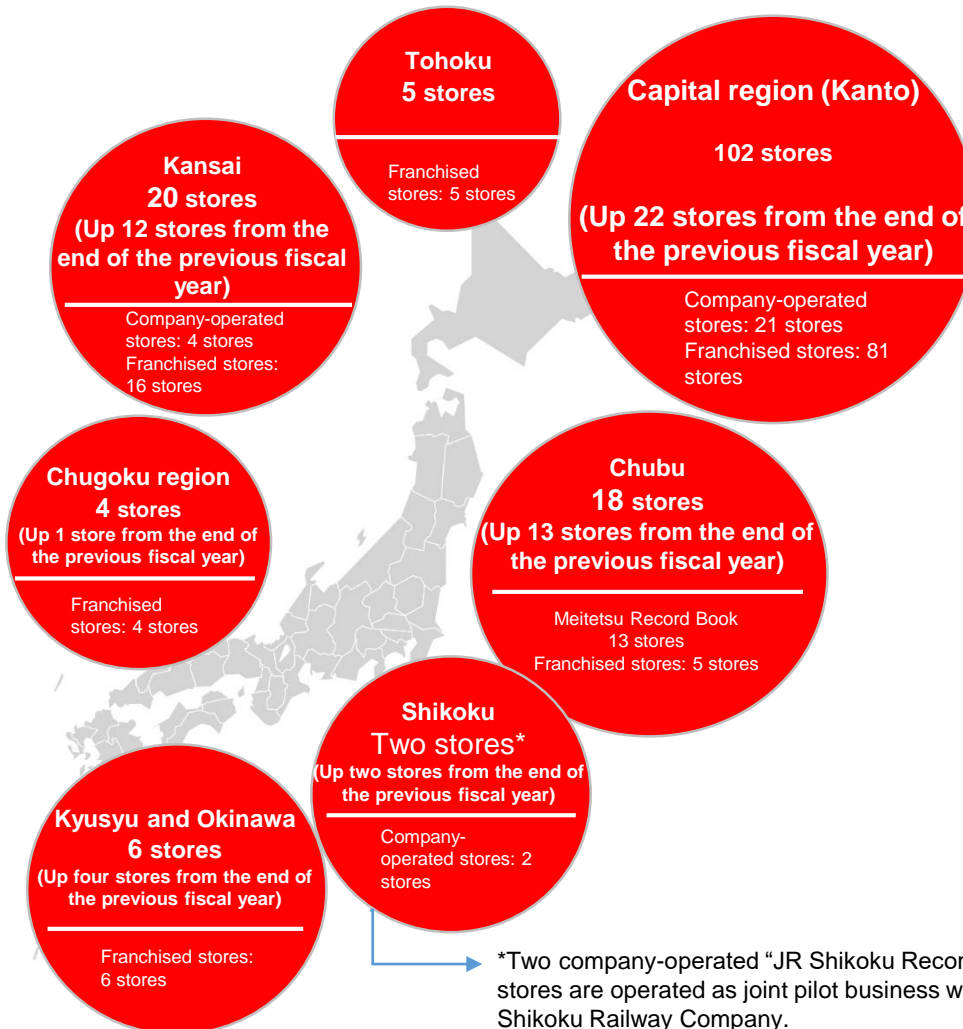 Tohoku
5 stores
Franchised
stores: 5 stores
Capital region (Kanto)
102 stores
(Up 22 stores from the end of
the previous fiscal year)
Company-operated
stores: 21 stores
Franchised stores: 81
stores
Kansai
20 stores
(Up 12 stores from the
end of the previous fiscal
year)
Company-operated
stores: 4 stores
Franchised stores:
16 stores
Chugoku region
4 stores
(Up 1 store from the end of
the previous fiscal year)
Franchised
stores: 4 stores
Chubu
18 stores
(Up 13 stores from the end of
the previous fiscal year)
Meitetsu Record Book
13 stores
Franchised stores: 5 stores
Shikoku
Two stores*
(Up two stores from the end of
the previous fiscal year)
Company-
operated stores: 2
stores
Kyusyu and Okinawa
6 stores
(Up four stores from the end of
the previous fiscal year)
Franchised stores:
6 stores
*Two company-operated “JR Shikoku Recor
stores are operated as joint pilot business w
Shikoku Railway Company.